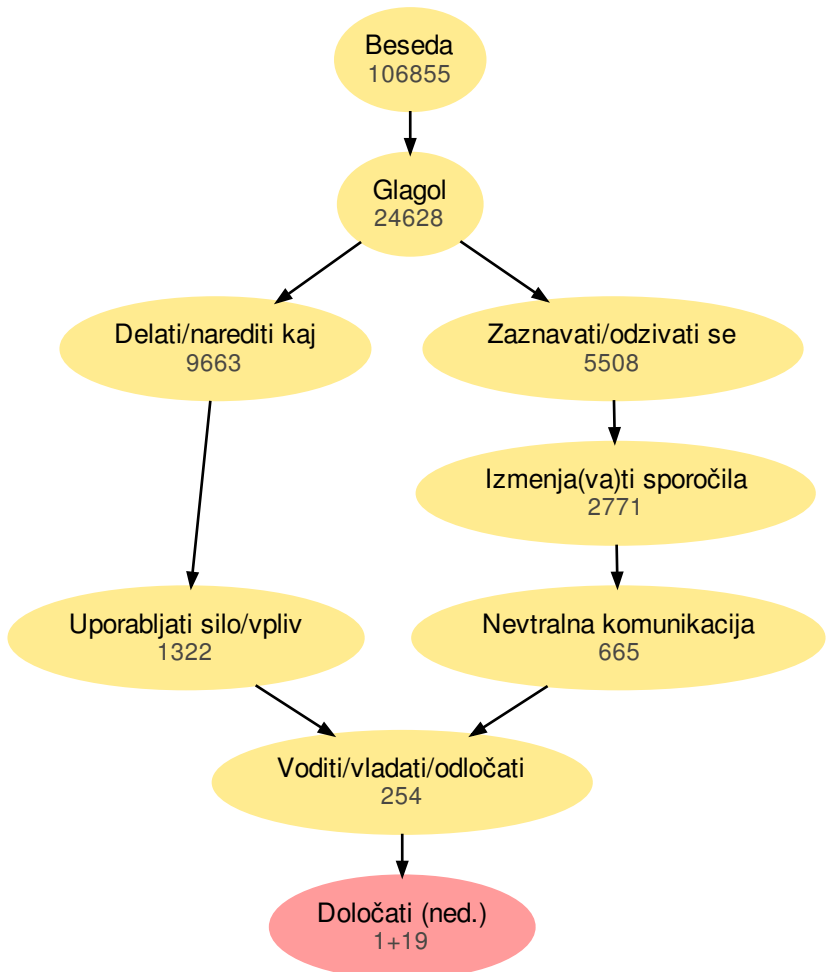 Beseda
106855
Glagol
24628
Delati/narediti kaj
9663
Zaznavati/odzivati se
5508
Izmenja(va)ti sporočila
2771
Uporabljati silo/vpliv
1322
Nevtralna komunikacija
665
Voditi/vladati/odločati
254
Določati (ned.)
1+19